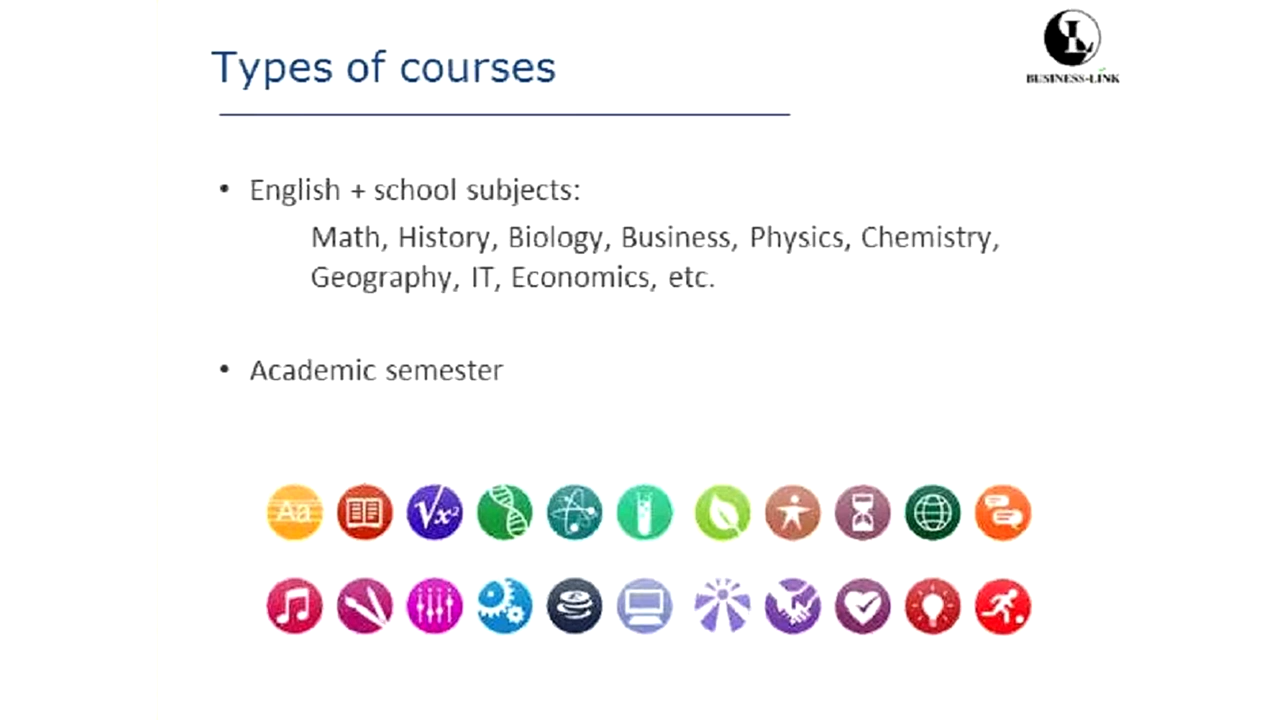 Types of courses
L
BUSINESS-LINK
• English + school subjects:
Math, History, Biology, Business, Physics, Chemistry,
Geography, IT, Economics, etc.
• Academic semester
Aa
√x²